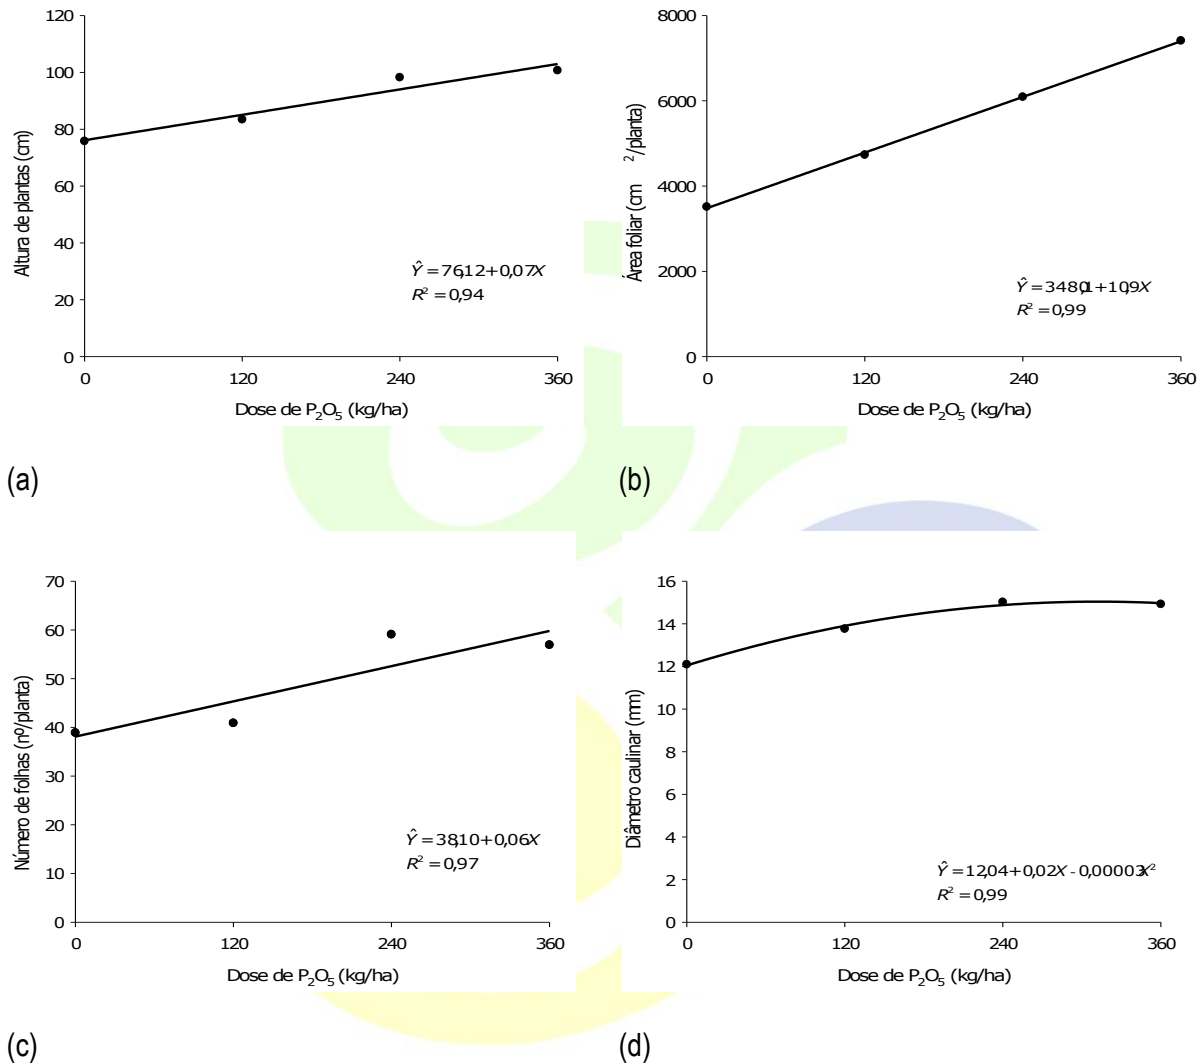 120
100
80
60
40
20
0
Altura de plantas (cm)
Ŷ = 76,12+0,07X
R² = 0,94
0 120 240 360
Dose de P₂O₅ (kg/ha)
(a)
8000
6000
4000
2000
0
Área foliar (cm ²/planta)
Ŷ = 3480,1+10,9X
R² = 0,99
0 120 240 360
Dose de P₂O₅ (kg/ha)
(b)
70
60
50
40
30
20
10
0
Número de folhas (nº/planta)
Ŷ = 38,10+0,06X
R² = 0,97
0 120 240 360
Dose de P₂O₅ (kg/ha)
(c)
16
14
12
10
8
6
4
2
0
Diâmetro caulinar (mm)
Ŷ = 12,04+0,02X - 0,00003X²
R² = 0,99
0 120 240 360
Dose de P₂O₅ (kg/ha)
(d)